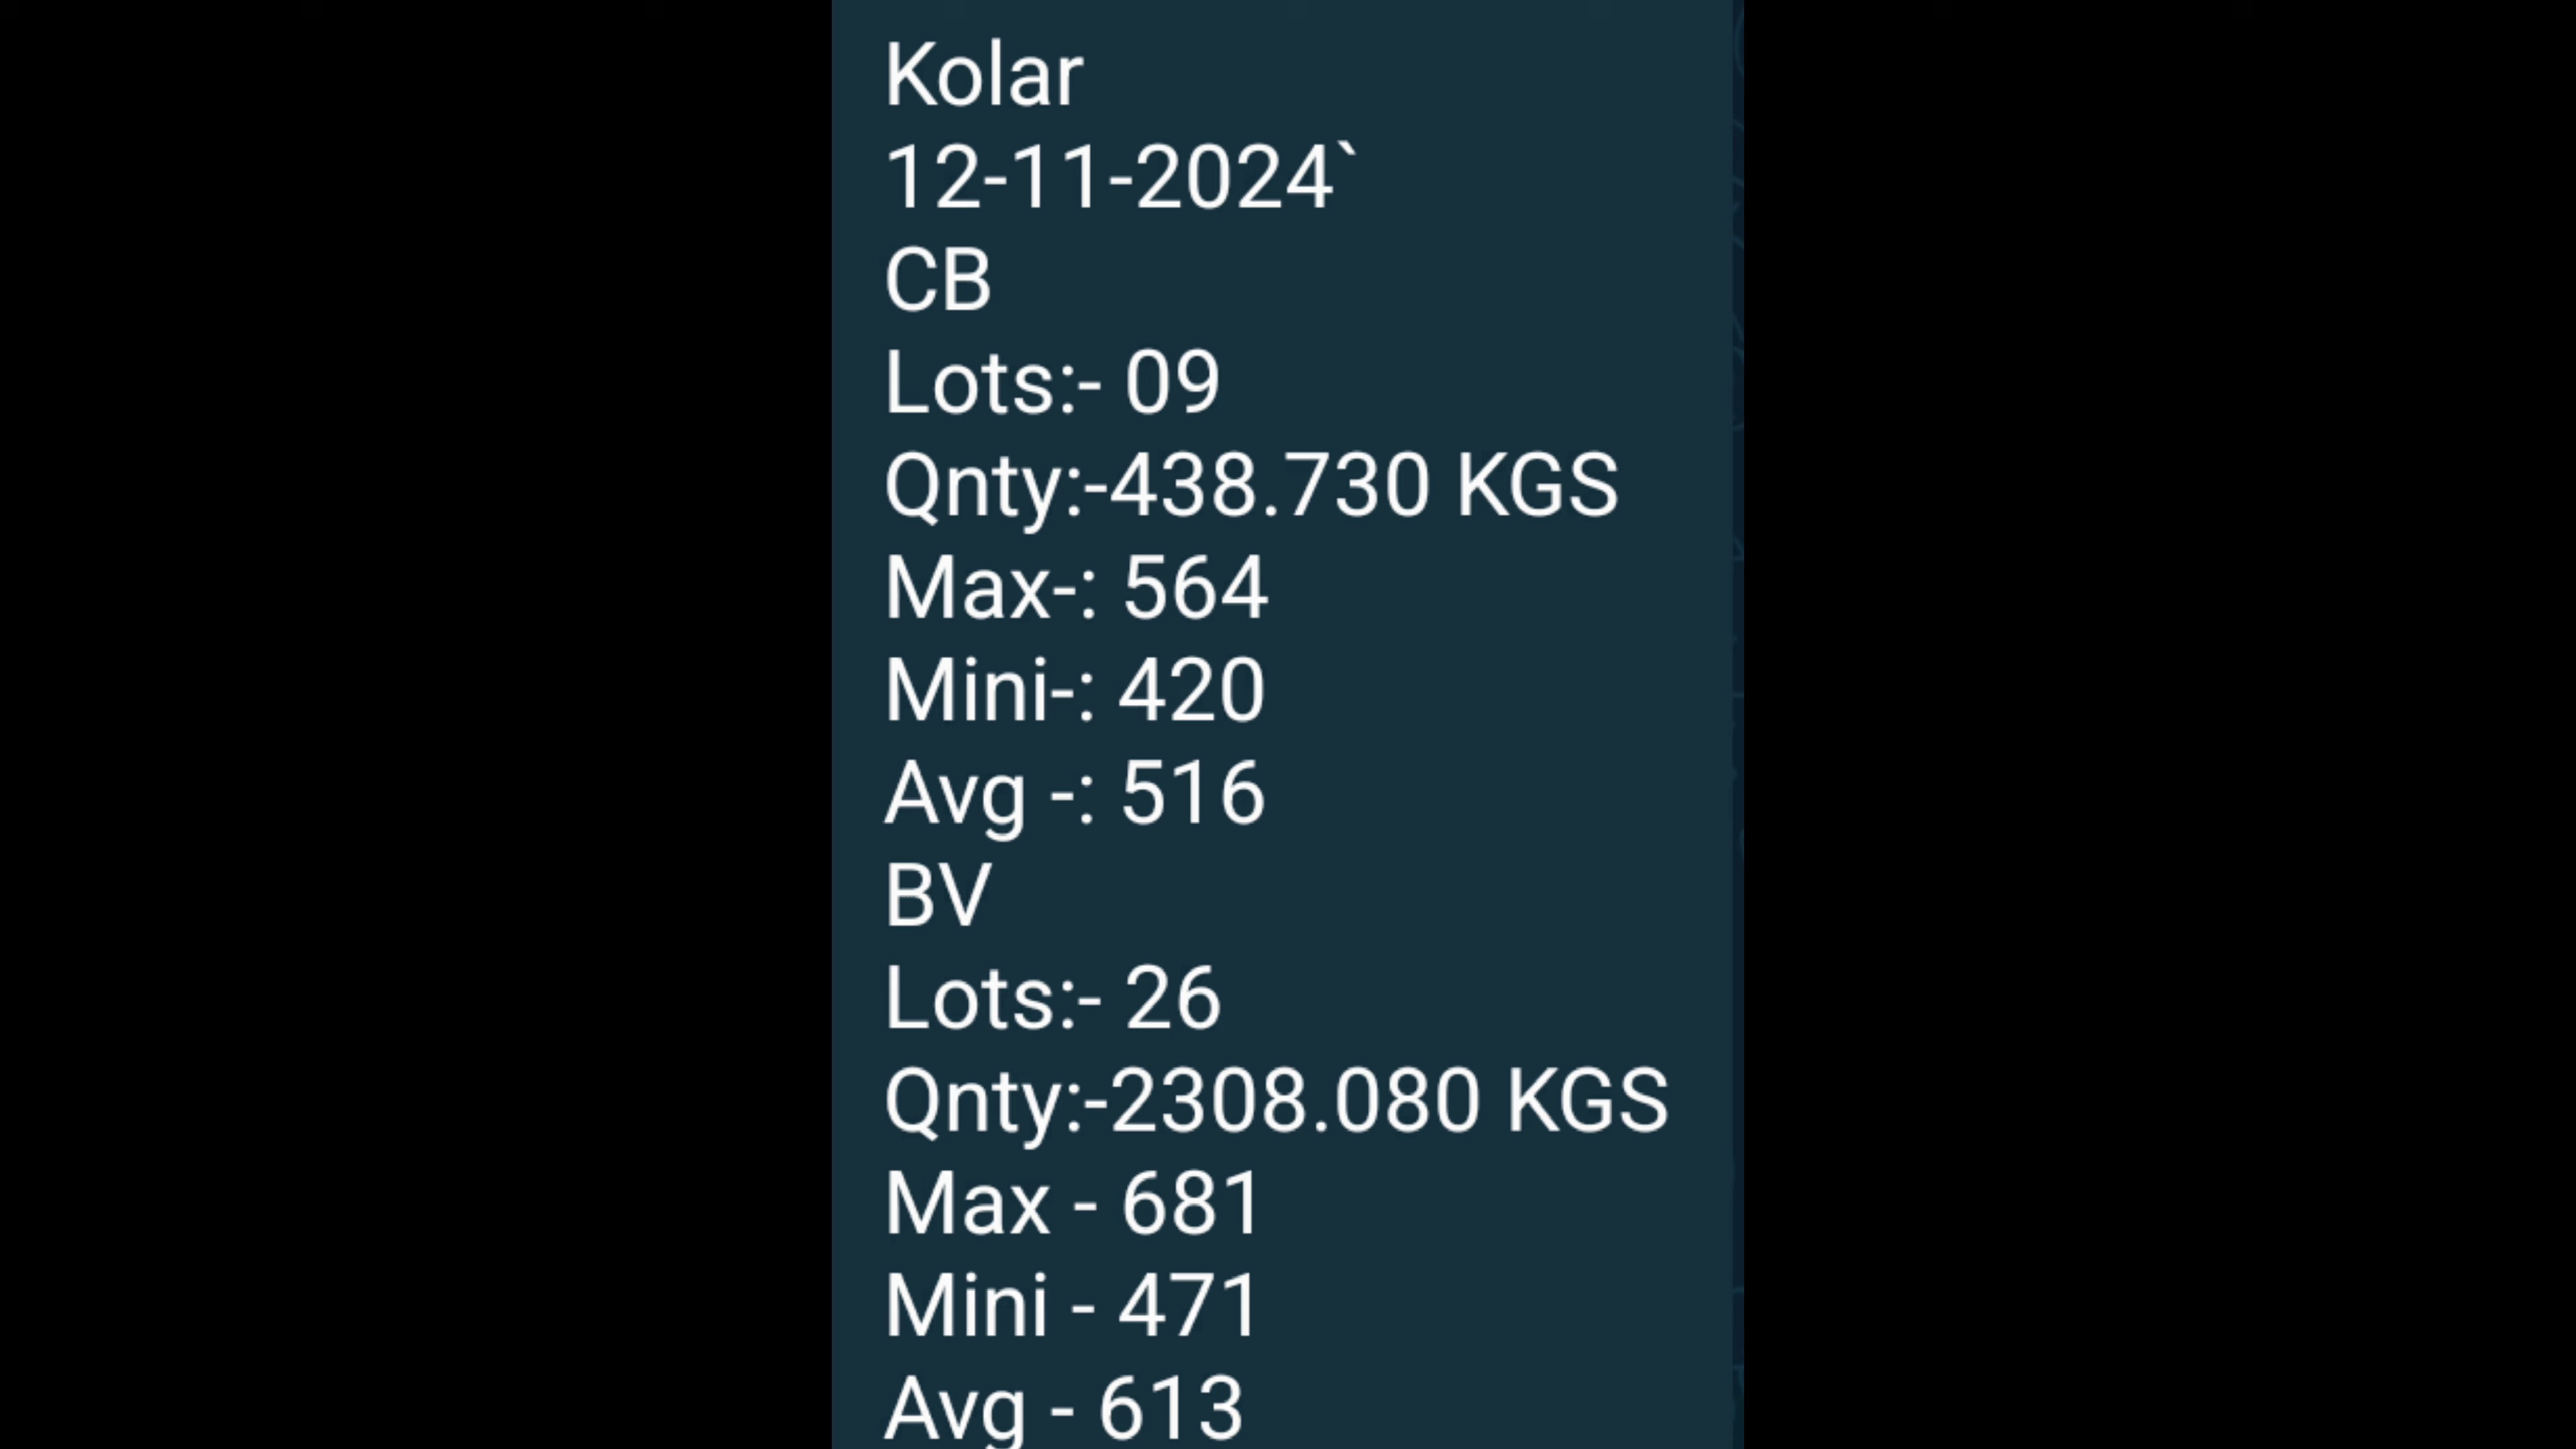 Kolar
12-11-2024`
CB
Lots:- 09
Qnty:-438.730 KGS
Max-: 564
Mini-: 420
Avg -: 516
BV
Lots:- 26
Qnty:-2308.080 KGS
Max - 681
Mini - 471
Avg - 613